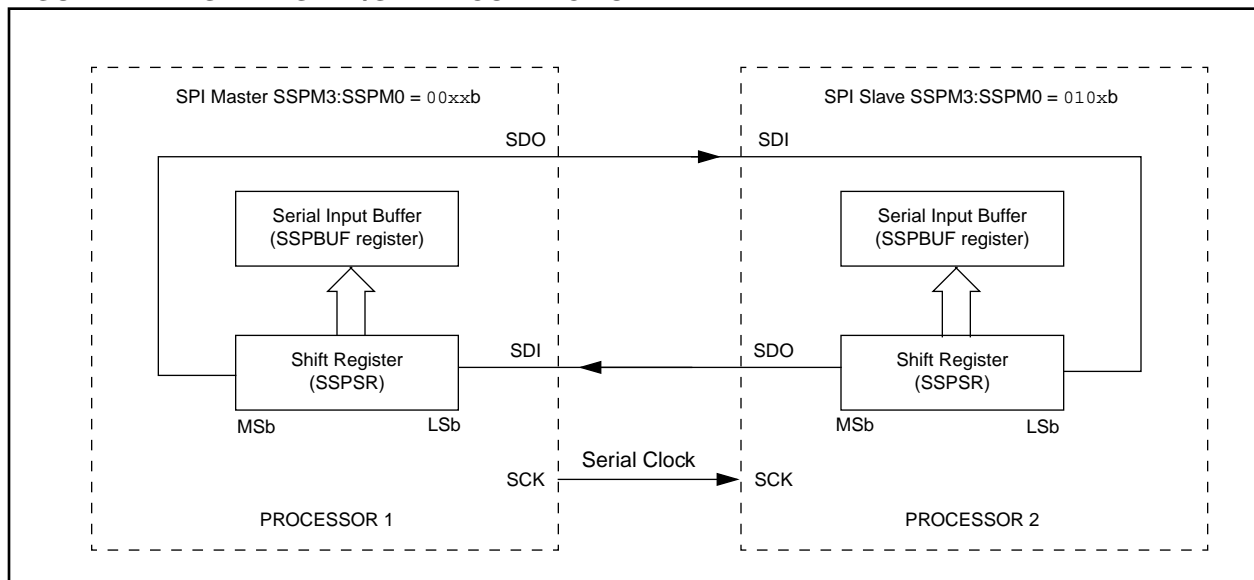 SPI Master SSPM3:SSPM0 = 00xxb
SPI Slave SSPM3:SSPM0 = 010xb
SDO
SDI
Serial Input Buffer
(SSPBUF register)
Serial Input Buffer
(SSPBUF register)
Shift Register
(SSPSR)
SDI
SDO
Shift Register
(SSPSR)
MSb
LSb
MSb
LSb
Serial Clock
SCK
SCK
PROCESSOR 1
PROCESSOR 2